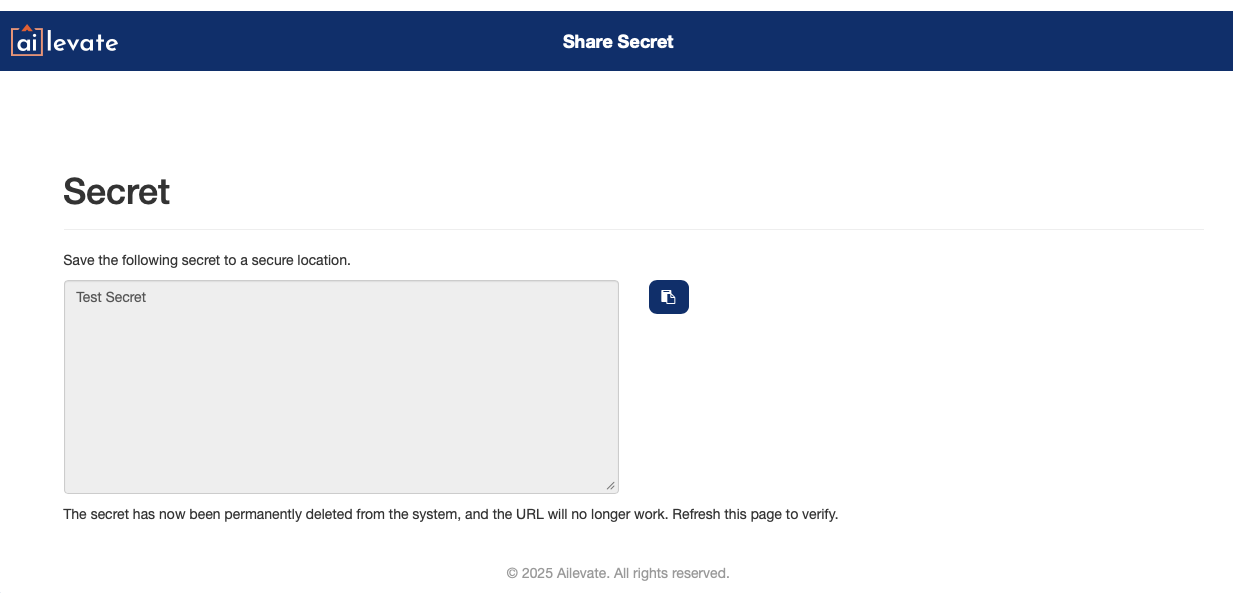 ailevate
Share Secret
Secret
Save the following secret to a secure location.
Test Secret
The secret has now been permanently deleted from the system, and the URL will no longer work. Refresh this page to verify.
© 2025 Ailevate. All rights reserved.